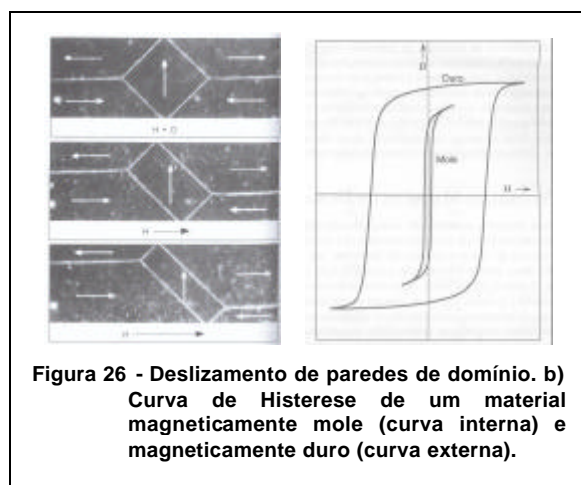 H = 0
H
H
B
Duro
Mole
H
Figura 26 - Deslizamento de paredes de domínio. b)
Curva de Histerese de um material
magneticamente mole (curva interna) e
magneticamente duro (curva externa).